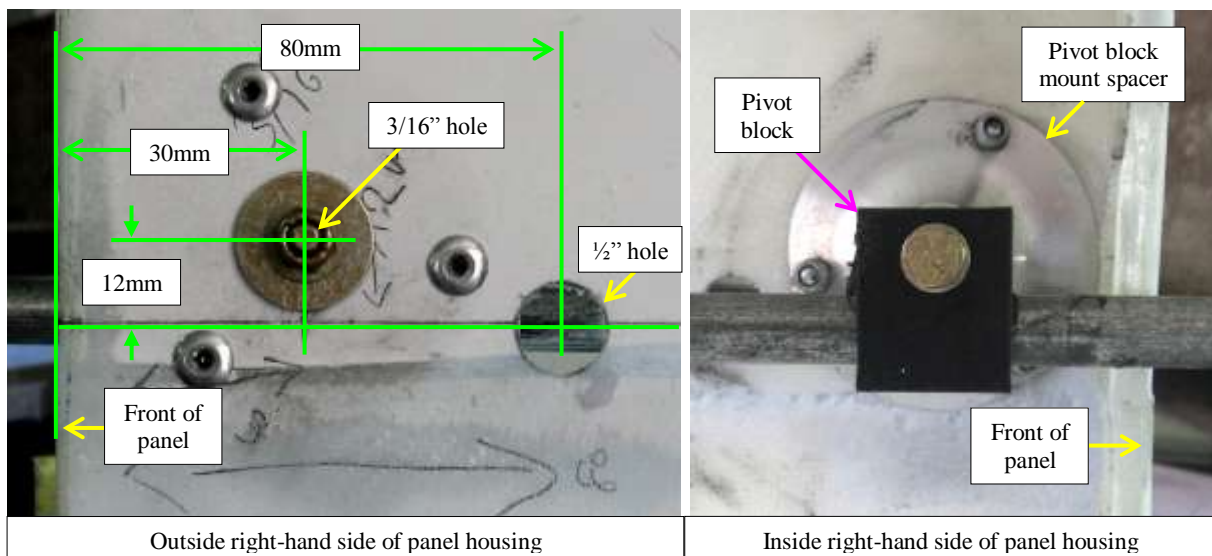 80mm
3/16” hole
30mm
12mm
½” hole
Front of
panel
Pivot block
mount spacer
Pivot
block
Front of
panel
Outside right-hand side of panel housing
Inside right-hand side of panel housing